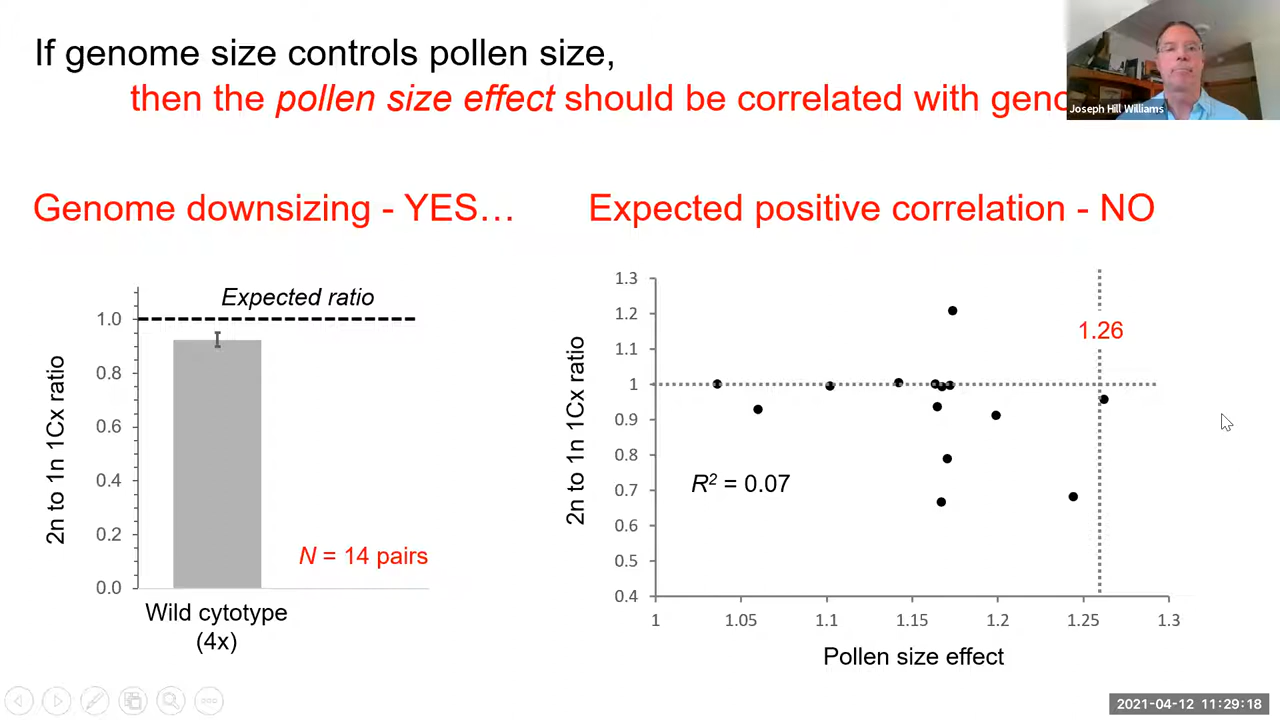 If genome size controls pollen size,
then the pollen size effect should be correlated with
Joseph Hill Williams
Genome downsizing - YES…
Expected positive correlation - NO
Expected ratio
1.0
0.8
0.6
0.4
0.2
0.0
2n to 1n 1Cx ratio
N = 14 pairs
Wild cytotype
(4x)
1.3
1.2
1.1
1
0.9
0.8
0.7
0.6
0.5
0.4
2n to 1n 1Cx ratio
1.26
R² = 0.07
1
1.05
1.1
1.15
1.2
1.25
1.3
Pollen size effect
2021-04-12 11:29:18